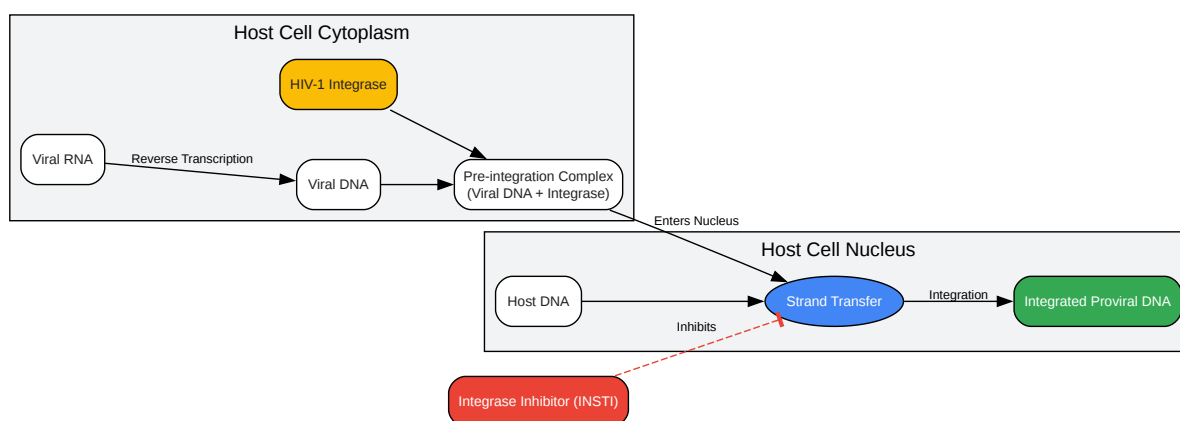 Host Cell Cytoplasm
HIV-1 Integrase
Viral RNA
Reverse Transcription
Viral DNA
Pre-integration Complex
(Viral DNA + Integrase)
Enters Nucleus
Host Cell Nucleus
Host DNA
Strand Transfer
Integration
Integrated Proviral DNA
Inhibits
Integrase Inhibitor (INSTI)